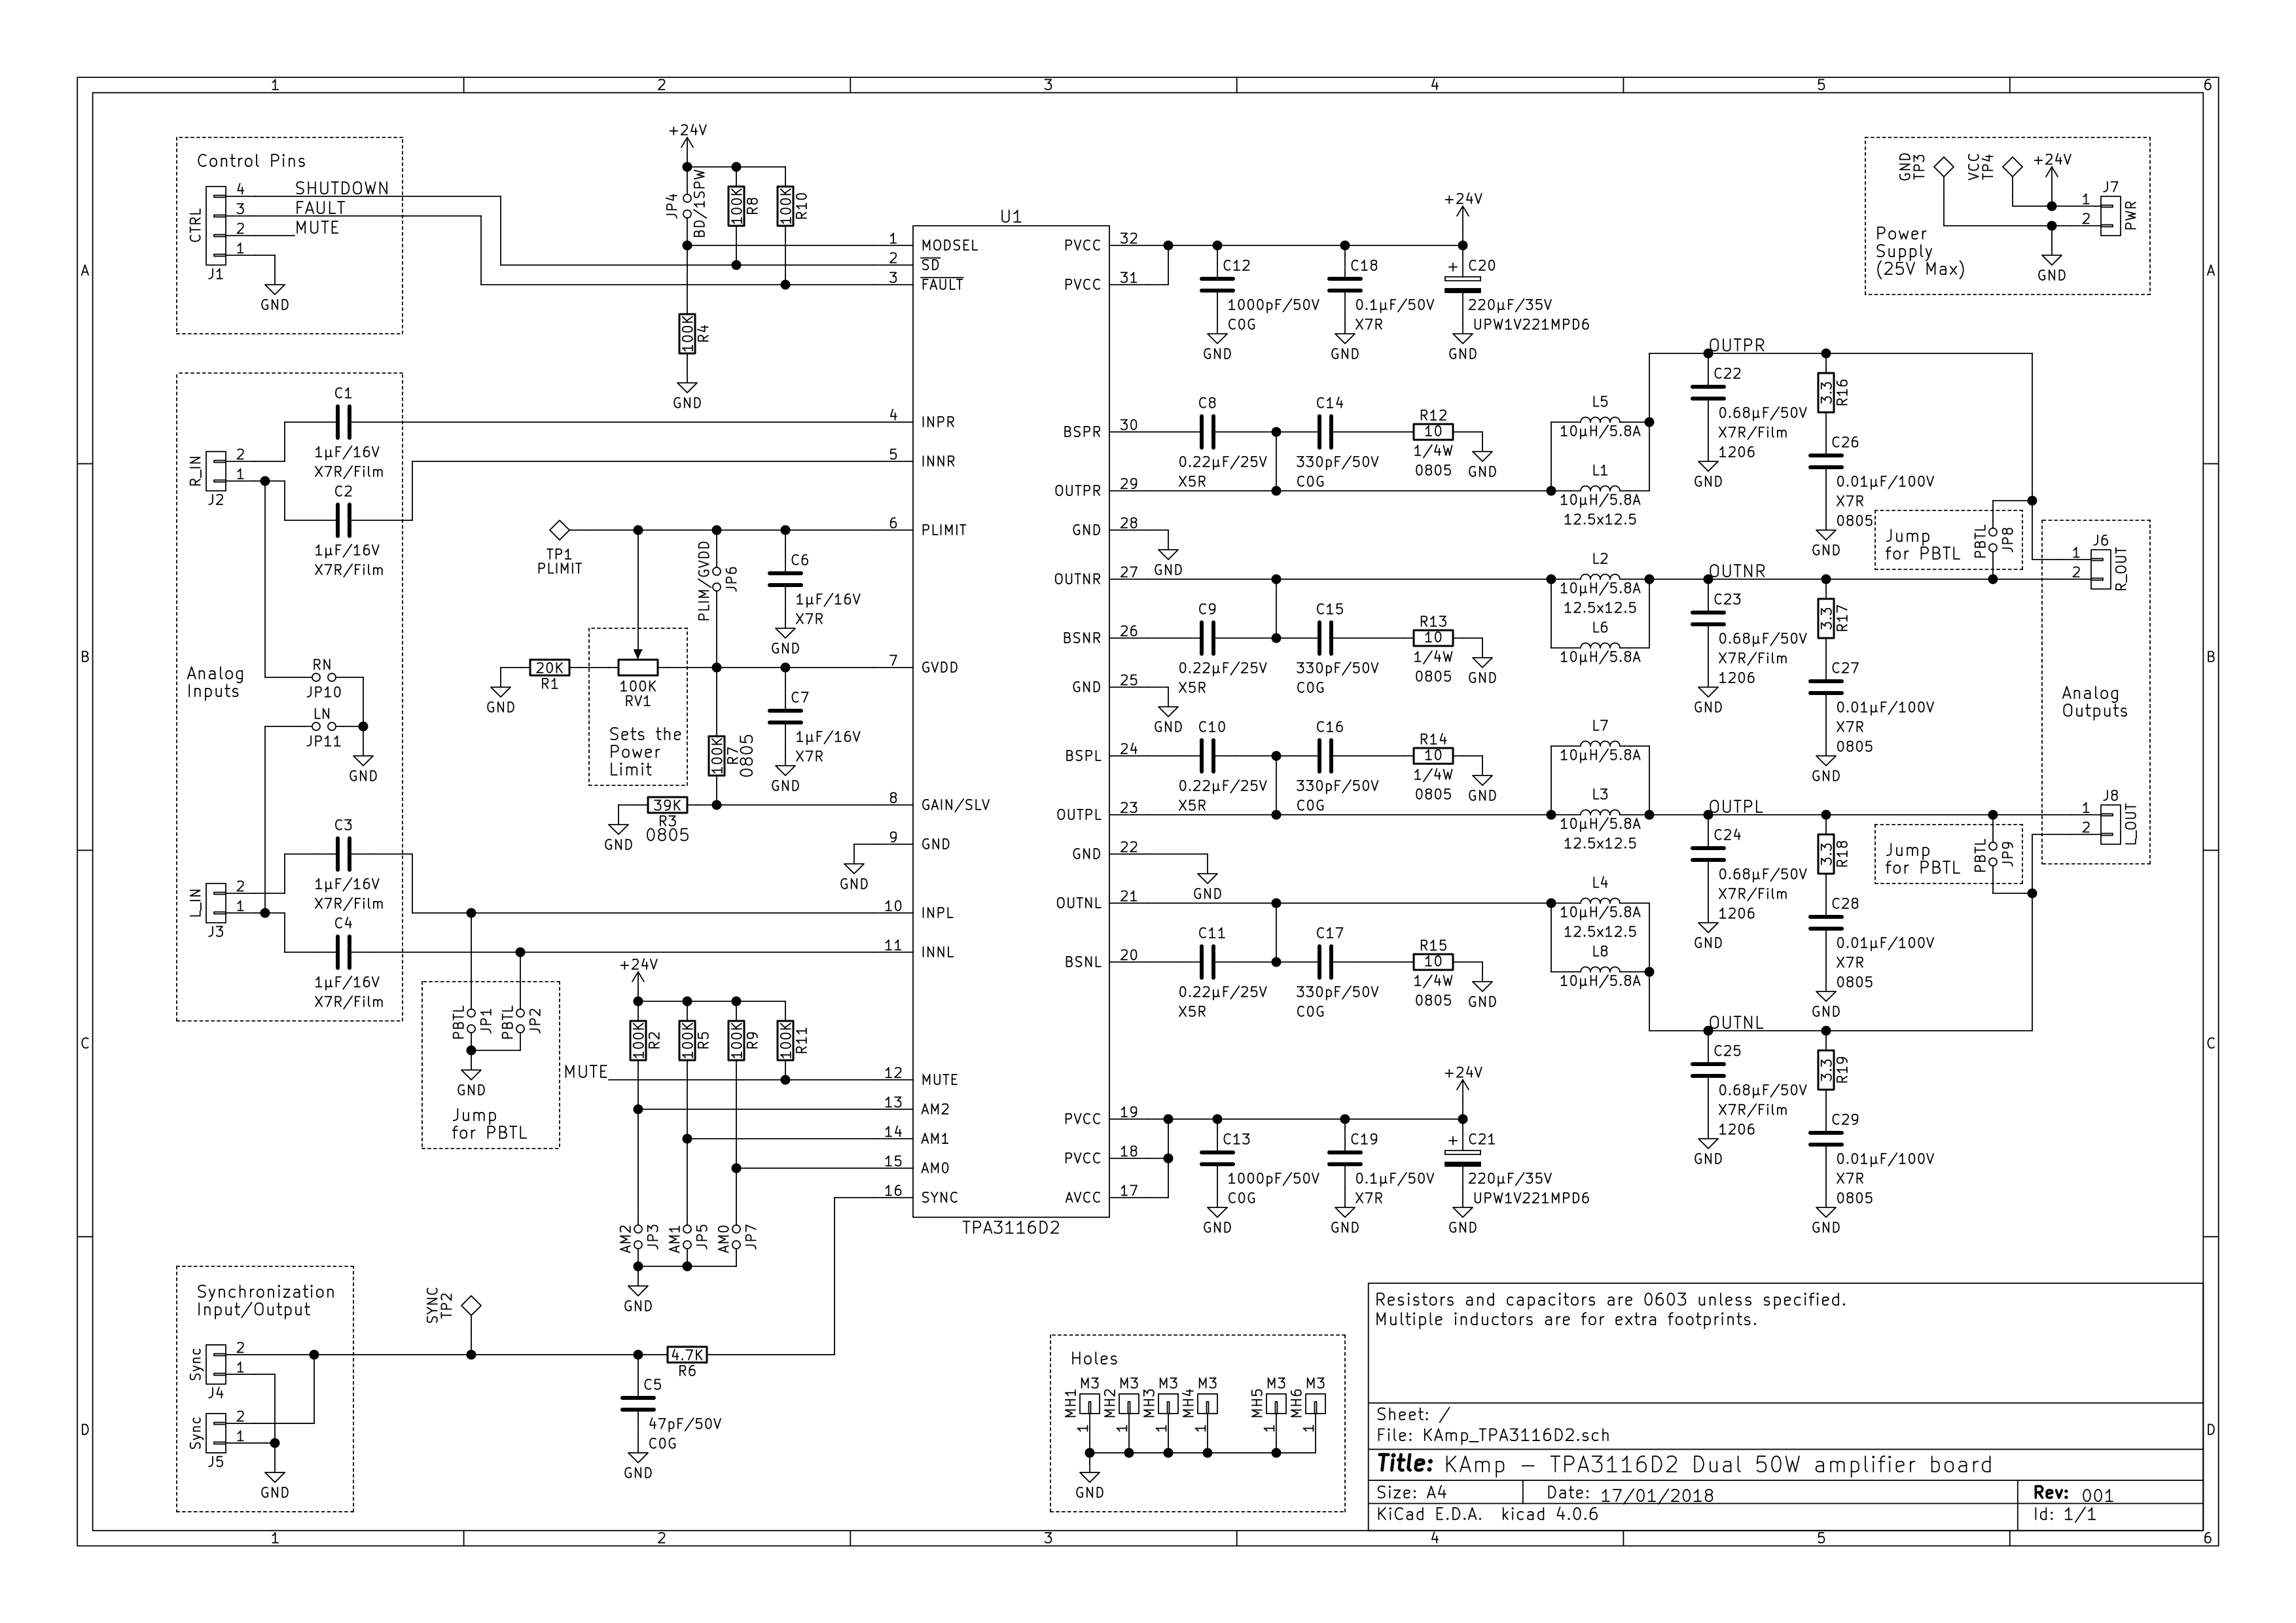 1 2 3 4 5 6
A
B
C
D
Control Pins
CTRL
J1
4 SHUTDOWN
3 FAULT
2 MUTE
1
GND
+24V
JP4
BD/1SPW
100K
R8
100K
R10
100K
R4
GND
Analog
Inputs
R_IN
J2
2
1
C1
1µF/16V
X7R/Film
C2
1µF/16V
X7R/Film
RN
JP10
LN
JP11
GND
L_IN
J3
2
1
C3
1µF/16V
X7R/Film
C4
1µF/16V
X7R/Film
TP1
PLIMIT
PLIM/GVDD
JP6
C6
1µF/16V
X7R
GND
GND
20K
R1
100K
RV1
Sets the
Power
Limit
100K
R7
0805
C7
1µF/16V
X7R
GND
GND
39K
R3
0805
GND
PBTL
JP1
PBTL
JP2
GND
Jump
for PBTL
+24V
100K
R2
100K
R5
100K
R9
100K
R11
MUTE
AM2
JP3
AM1
JP5
AM0
JP7
GND
Synchronization
Input/Output
Sync
J4
2
1
Sync
J5
2
1
GND
SYNC
TP2
4.7K
R6
C5
47pF/50V
C0G
GND
U1
1 MODSEL
2 SD
3 FAULT
4 INPR
5 INNR
6 PLIMIT
7 GVDD
8 GAIN/SLV
9 GND
10 INPL
11 INNL
12 MUTE
13 AM2
14 AM1
15 AM0
16 SYNC
PVCC 32
PVCC 31
BSPR 30
OUTPR 29
GND 28
OUTNR 27
BSNR 26
GND 25
BSPL 24
OUTPL 23
GND 22
OUTNL 21
BSNL 20
PVCC 19
PVCC 18
AVCC 17
TPA3116D2
+24V
C12
1000pF/50V
C0G
GND
C18
0.1µF/50V
X7R
GND
+ C20
220µF/35V
UPW1V221MPD6
GND
C8
0.22µF/25V
X5R
C14
330pF/50V
C0G
R12
10
1/4W
0805
GND
GND
C9
0.22µF/25V
X5R
C15
330pF/50V
C0G
R13
10
1/4W
0805
GND
GND
C10
0.22µF/25V
X5R
C16
330pF/50V
C0G
R14
10
1/4W
0805
GND
GND
C11
0.22µF/25V
X5R
C17
330pF/50V
C0G
R15
10
1/4W
0805
GND
+24V
C13
1000pF/50V
C0G
GND
C19
0.1µF/50V
X7R
GND
+ C21
220µF/35V
UPW1V221MPD6
GND
L5
10µH/5.8A
L1
10µH/5.8A
12.5x12.5
L2
10µH/5.8A
12.5x12.5
L6
10µH/5.8A
L7
10µH/5.8A
L3
10µH/5.8A
12.5x12.5
L4
10µH/5.8A
12.5x12.5
L8
10µH/5.8A
OUTPR
C22
0.68µF/50V
X7R/Film
1206
GND
3.3
R16
C26
0.01µF/100V
X7R
0805
GND
OUTNR
C23
0.68µF/50V
X7R/Film
1206
GND
3.3
R17
C27
0.01µF/100V
X7R
0805
GND
OUTPL
C24
0.68µF/50V
X7R/Film
1206
GND
3.3
R18
C28
0.01µF/100V
X7R
0805
GND
OUTNL
C25
0.68µF/50V
X7R/Film
1206
GND
3.3
R19
C29
0.01µF/100V
X7R
0805
GND
Jump
for PBTL
PBTL
JP8
Jump
for PBTL
PBTL
JP9
J6
1
2
R_OUT
Analog
Outputs
J8
1
2
L_OUT
GND
TP3
VCC
TP4
+24V
J7
1
2
PWR
Power
Supply
(25V Max)
GND
Holes
M3 M3 M3 M3 M3 M3
MH1 MH2 MH3 MH4 MH5 MH6
1 1 1 1 1 1
GND
Resistors and capacitors are 0603 unless specified.
Multiple inductors are for extra footprints.
Sheet: /
File: KAmp_TPA3116D2.sch
Title: KAmp – TPA3116D2 Dual 50W amplifier board
Size: A4 Date: 17/01/2018 Rev: 001
KiCad E.D.A. kicad 4.0.6 Id: 1/1
A
B
C
D
1 2 3 4 5 6